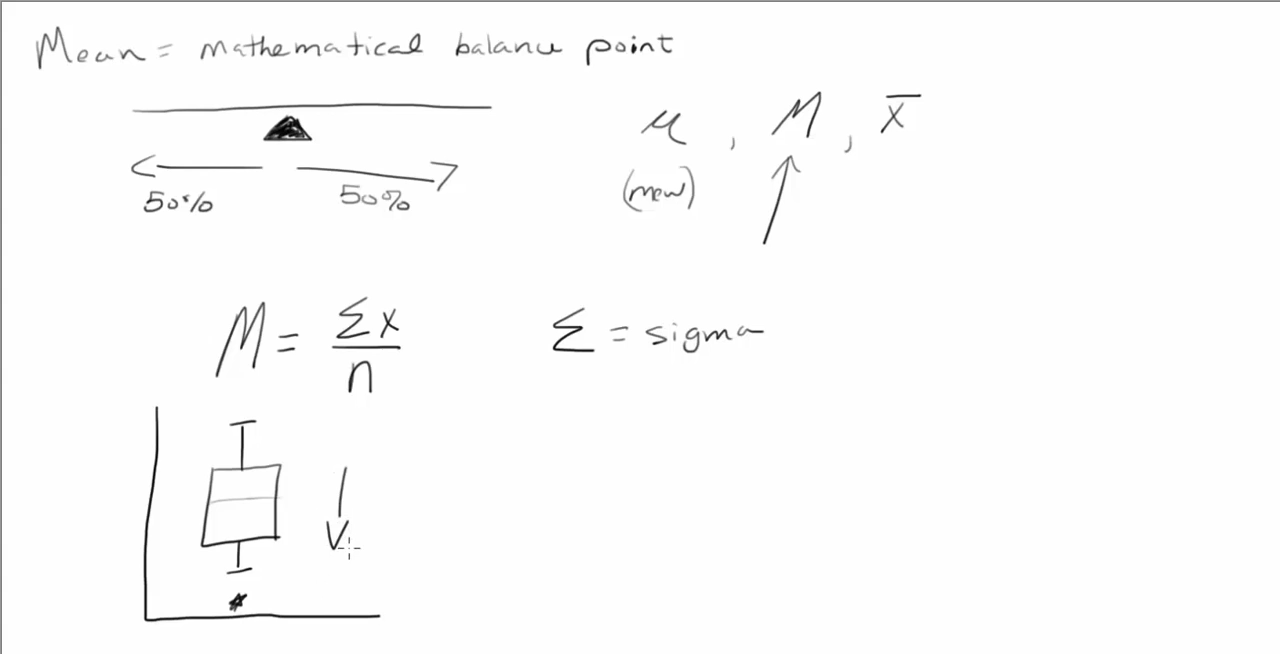 Mean = mathematical balance point
μ , M , x̄
(mew)
50% 50%
M = Σx / n
Σ = sigma